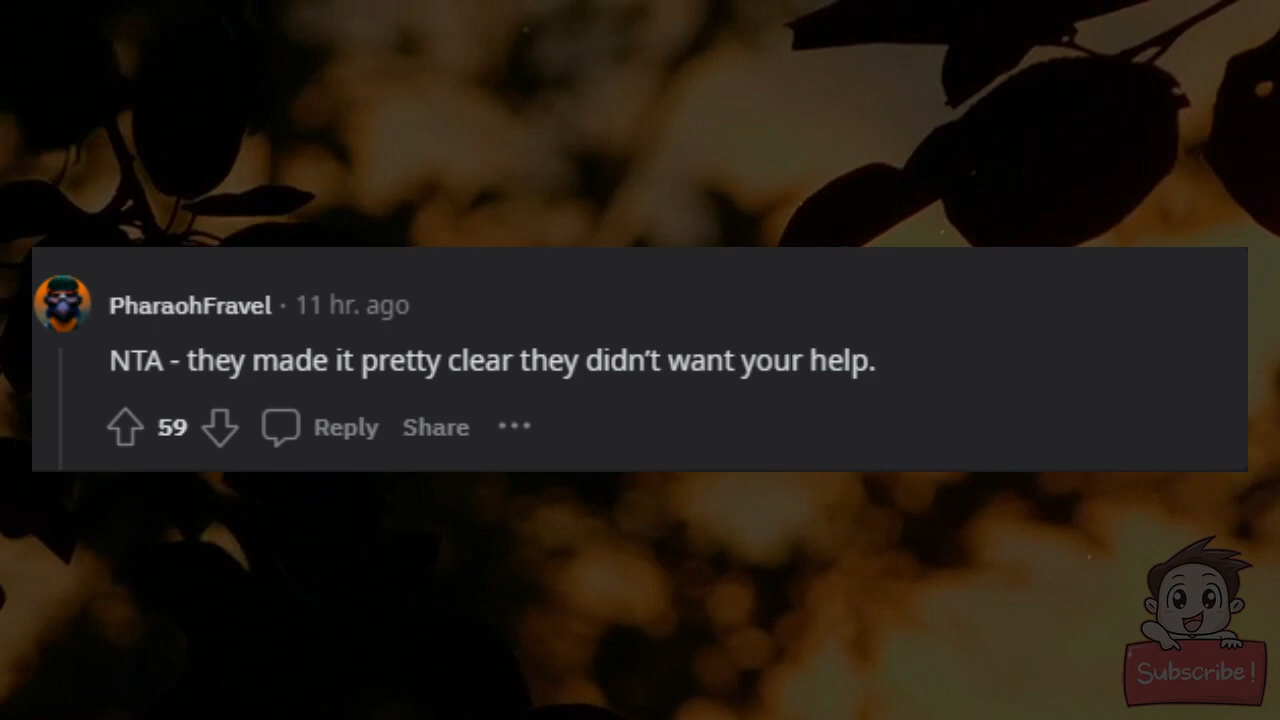 PharaohFravel · 11 hr. ago
NTA - they made it pretty clear they didn't want your help.
59 Reply Share ···
Subscribe!